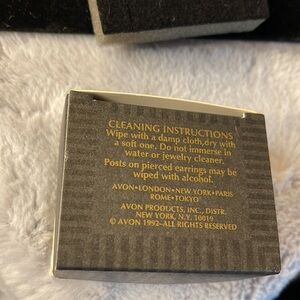 CLEANING INSTRUCTIONS
Wipe with a damp cloth,dry with
a soft one. Do not immerse in
water or jewelry cleaner.
Posts on pierced earrings may be
wiped with alcohol.
AVON•LONDON•NEW YORK•PARIS
ROME•TOKYO
AVON PRODUCTS, INC., DISTR.
NEW YORK, N.Y. 10019
© AVON 1992–ALL RIGHTS RESERVED